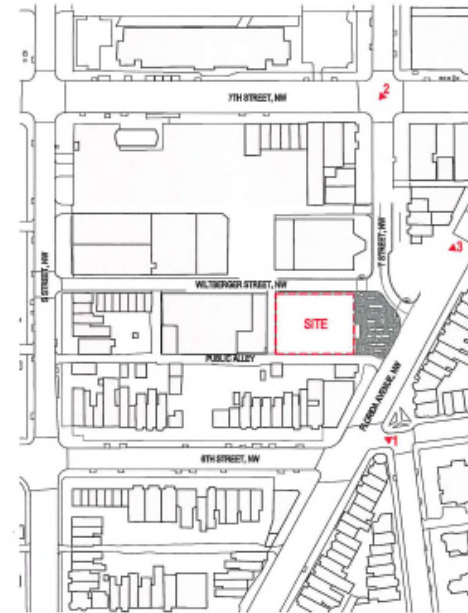 7TH STREET, NW
2
S STREET, NW
T STREET, NW
3
WILTBERGER STREET, NW
SITE
PUBLIC ALLEY
FLORIDA AVENUE, NW
1
6TH STREET, NW